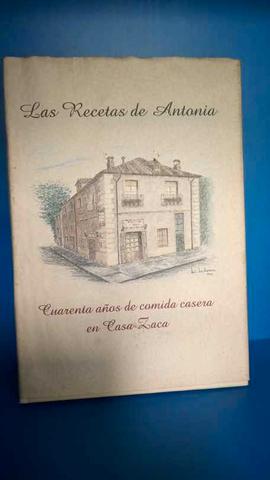 Las Recetas de Antonia
Cuarenta años de comida casera
en Casa-Zaca